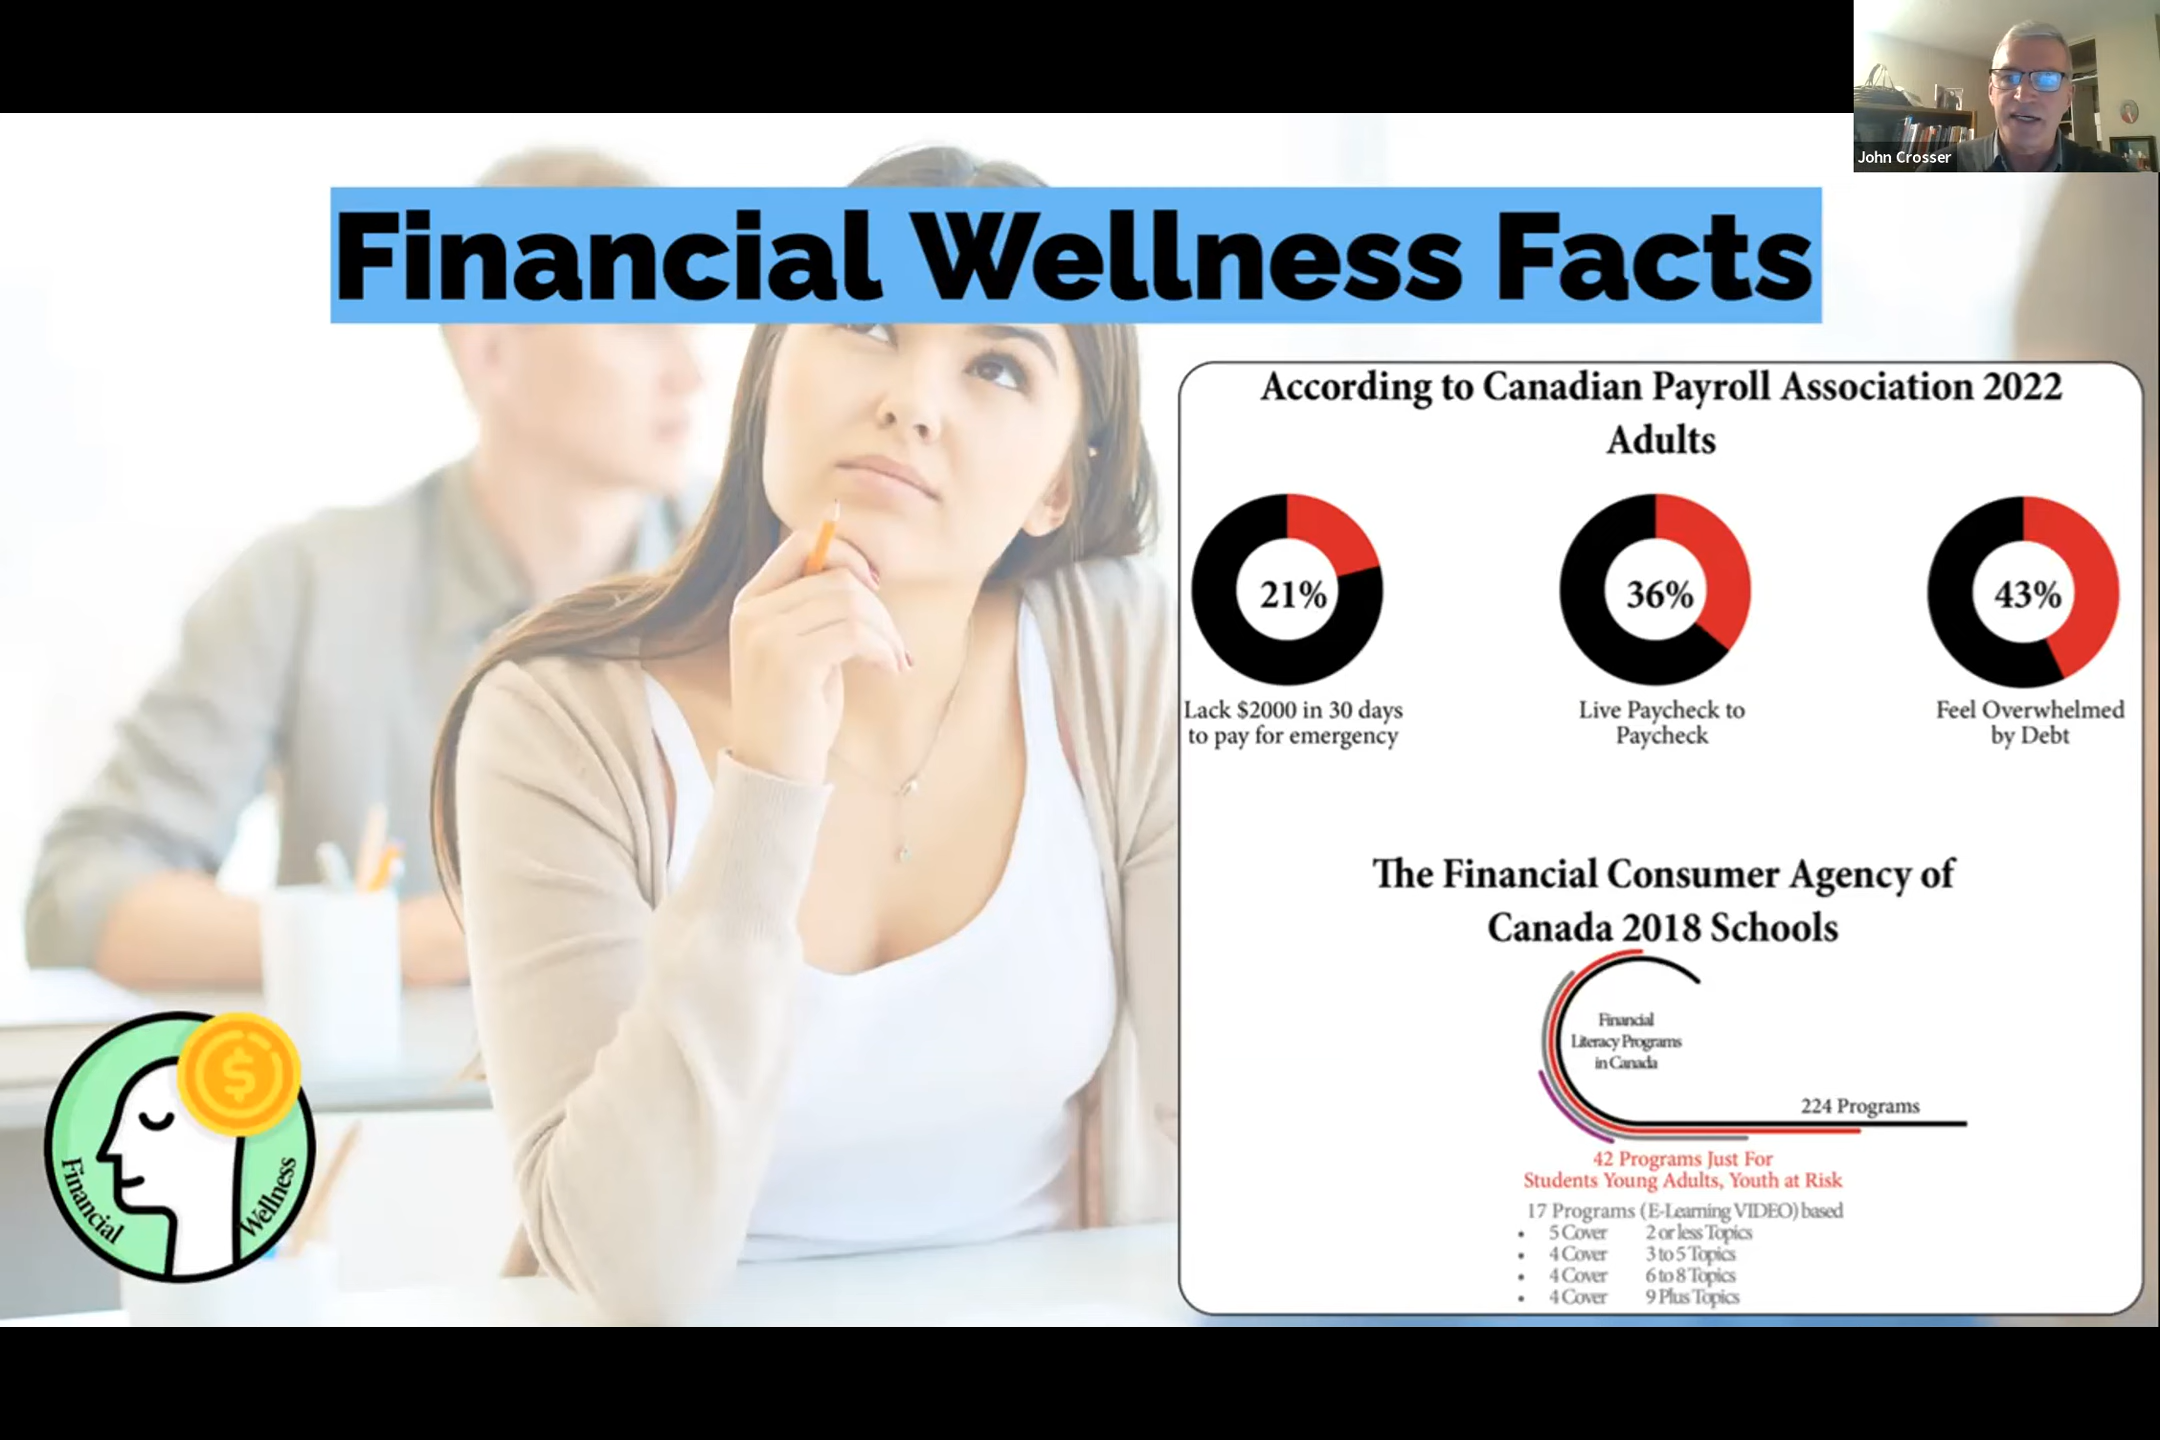 John Crosser
Financial Wellness Facts
According to Canadian Payroll Association 2022
Adults
21%
36%
43%
Lack $2000 in 30 days
to pay for emergency
Live Paycheck to
Paycheck
Feel Overwhelmed
by Debt
The Financial Consumer Agency of
Canada 2018 Schools
Financial
Literacy Programs
in Canada
224 Programs
42 Programs Just For
Students Young Adults, Youth at Risk
17 Programs (E-Learning VIDEO) based
• 5 Cover 2 or less Topics
• 4 Cover 3 to 5 Topics
• 4 Cover 6 to 8 Topics
• 4 Cover 9 Plus Topics
$
Financial
Wellness